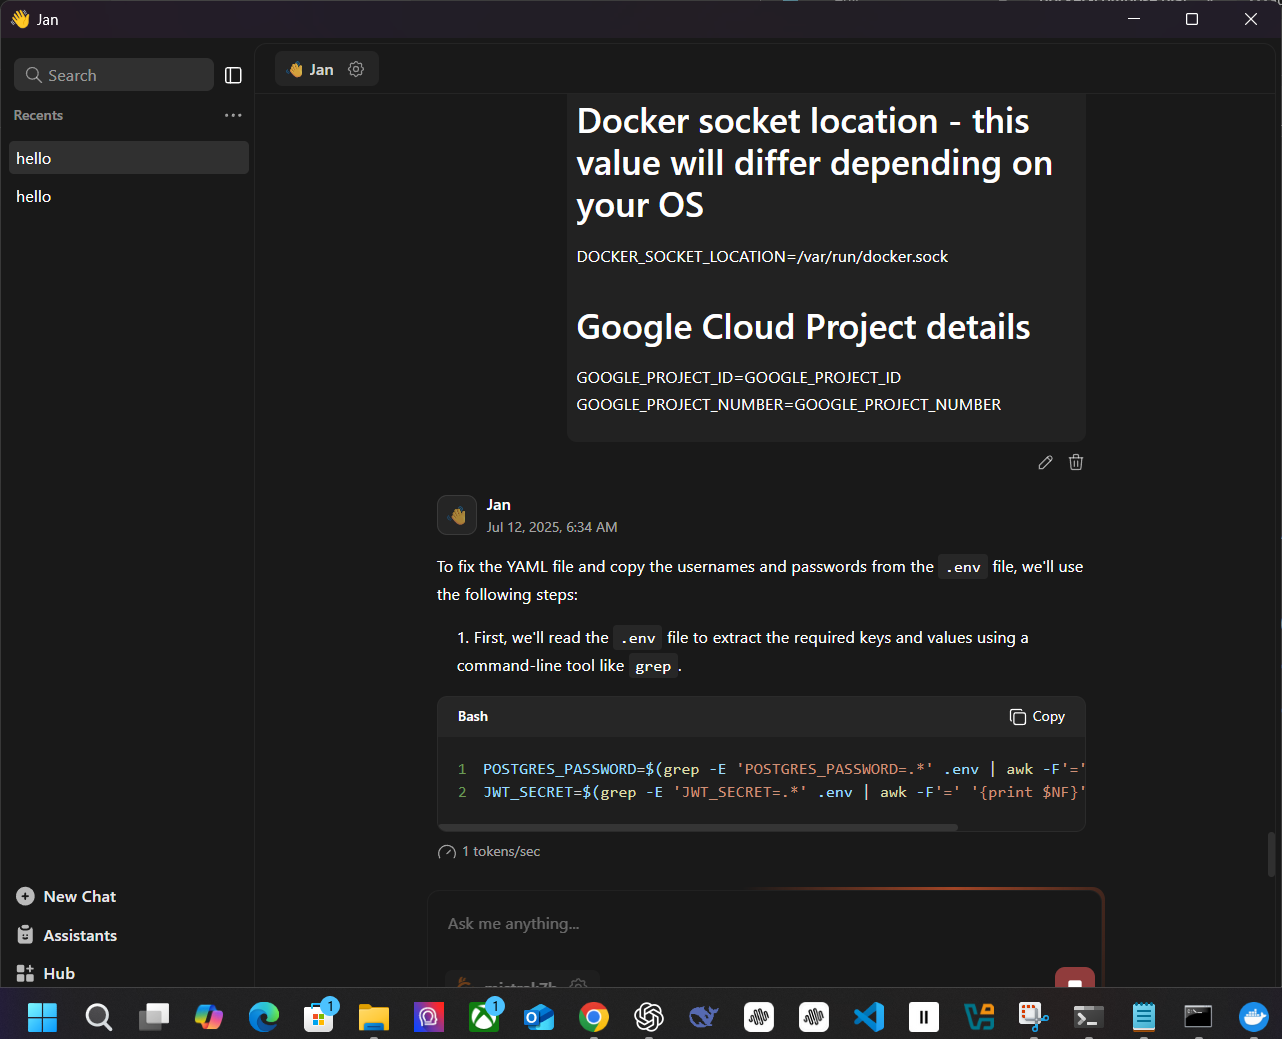 Jan
Search
Recents
hello
hello
Jan
Docker socket location - this
value will differ depending on
your OS
DOCKER_SOCKET_LOCATION=/var/run/docker.sock
Google Cloud Project details
GOOGLE_PROJECT_ID=GOOGLE_PROJECT_ID
GOOGLE_PROJECT_NUMBER=GOOGLE_PROJECT_NUMBER
Jan
Jul 12, 2025, 6:34 AM
To fix the YAML file and copy the usernames and passwords from the .env file, we'll use
the following steps:
1. First, we'll read the .env file to extract the required keys and values using a
command-line tool like grep.
Bash
Copy
1 POSTGRES_PASSWORD=$(grep -E 'POSTGRES_PASSWORD=.*' .env | awk -F'='
2 JWT_SECRET=$(grep -E 'JWT_SECRET=.*' .env | awk -F'=' '{print $NF}'
1 tokens/sec
New Chat
Assistants
Hub
Ask me anything...
1
1